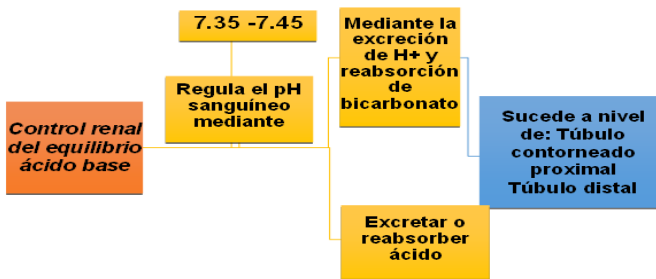 7.35 -7.45
Mediante la
excreción
de H+ y
reabsorción
de
bicarbonato
Regula el pH
sanguíneo
mediante
Control renal
del equilibrio
ácido base
Sucede a nivel
de: Túbulo
contorneado
proximal
Túbulo distal
Excretar o
reabsorber
ácido